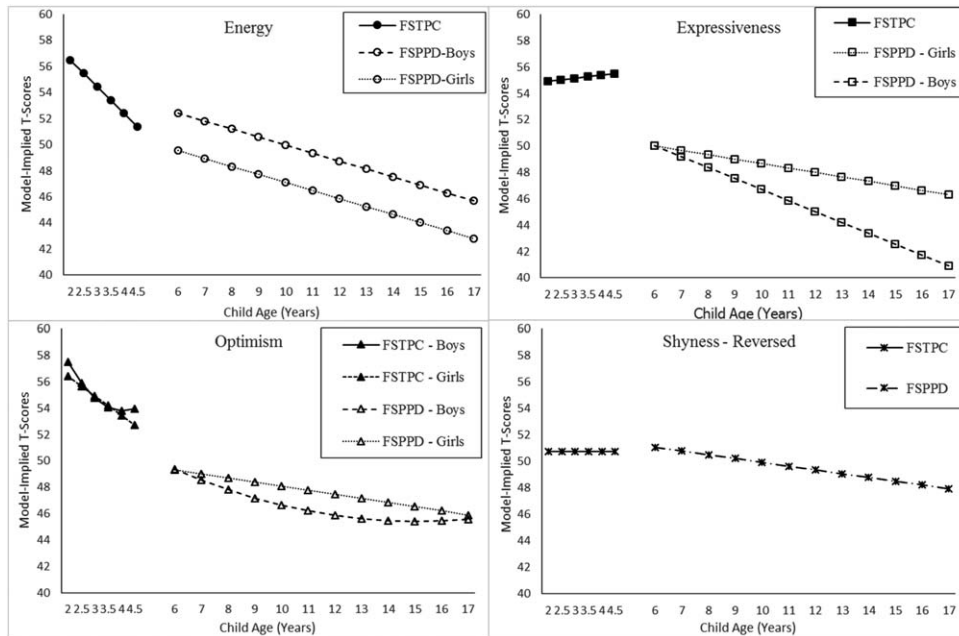 Energy
FSTPC
FSPPD-Boys
FSPPD-Girls
Model-Implied T-Scores
60
58
56
54
52
50
48
46
44
42
40
2 2.5 3 3.5 4 4.5 6 7 8 9 10 11 12 13 14 15 16 17
Child Age (Years)
Expressiveness
FSTPC
FSPPD - Girls
FSPPD - Boys
Model-Implied T-Scores
60
58
56
54
52
50
48
46
44
42
40
2 2.5 3 3.5 4 4.5 6 7 8 9 10 11 12 13 14 15 16 17
Child Age (Years)
Optimism
FSTPC - Boys
FSTPC - Girls
FSPPD - Boys
FSPPD - Girls
Model-Implied T-Scores
60
58
56
54
52
50
48
46
44
42
40
2 2.5 3 3.5 4 4.5 6 7 8 9 10 11 12 13 14 15 16 17
Child Age (Years)
Shyness - Reversed
FSTPC
FSPPD
Model-Implied T-Scores
60
58
56
54
52
50
48
46
44
42
40
2 2.5 3 3.5 4 4.5 6 7 8 9 10 11 12 13 14 15 16 17
Child Age (Years)